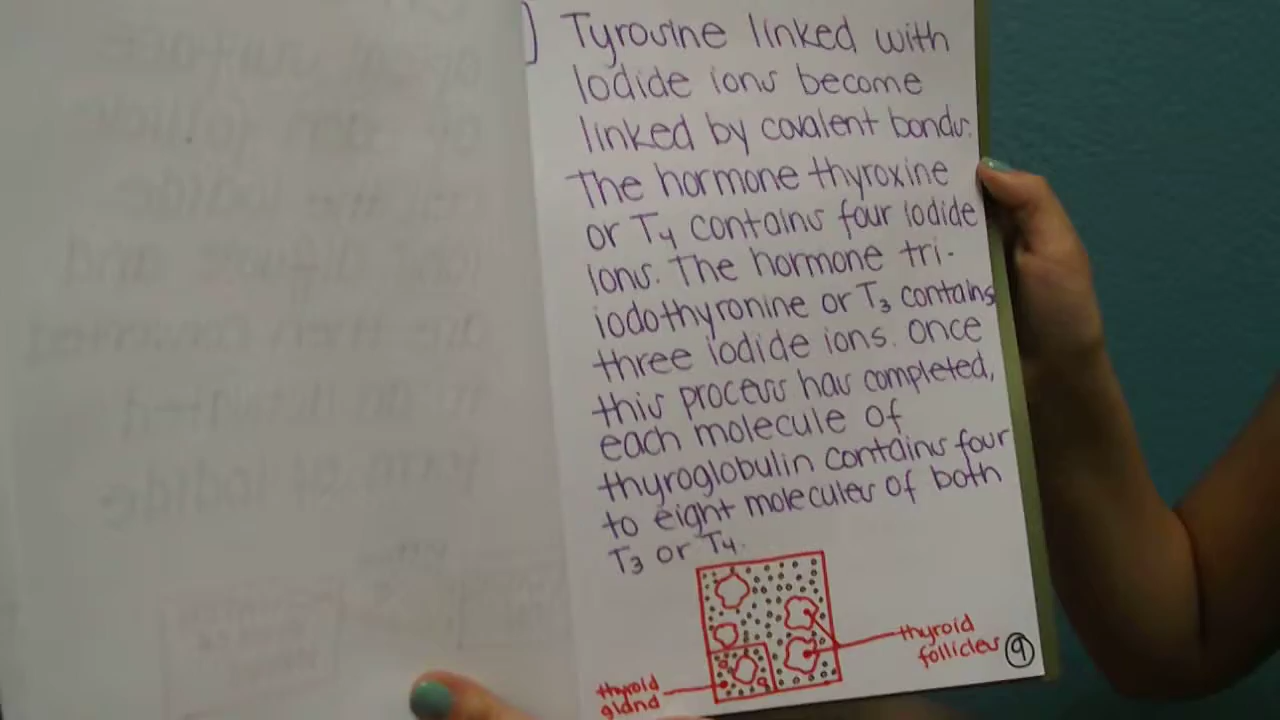 Tyrosine linked with
Iodide ions become
linked by covalent bonds.
The hormone thyroxine
or T4 contains four iodide
ions. The hormone tri-
iodothyronine or T3 contains
three iodide ions. Once
this process has completed,
each molecule of
thyroglobulin contains four
to eight molecules of both
T3 or T4.
thyroid
follicles
9
thyroid
gland